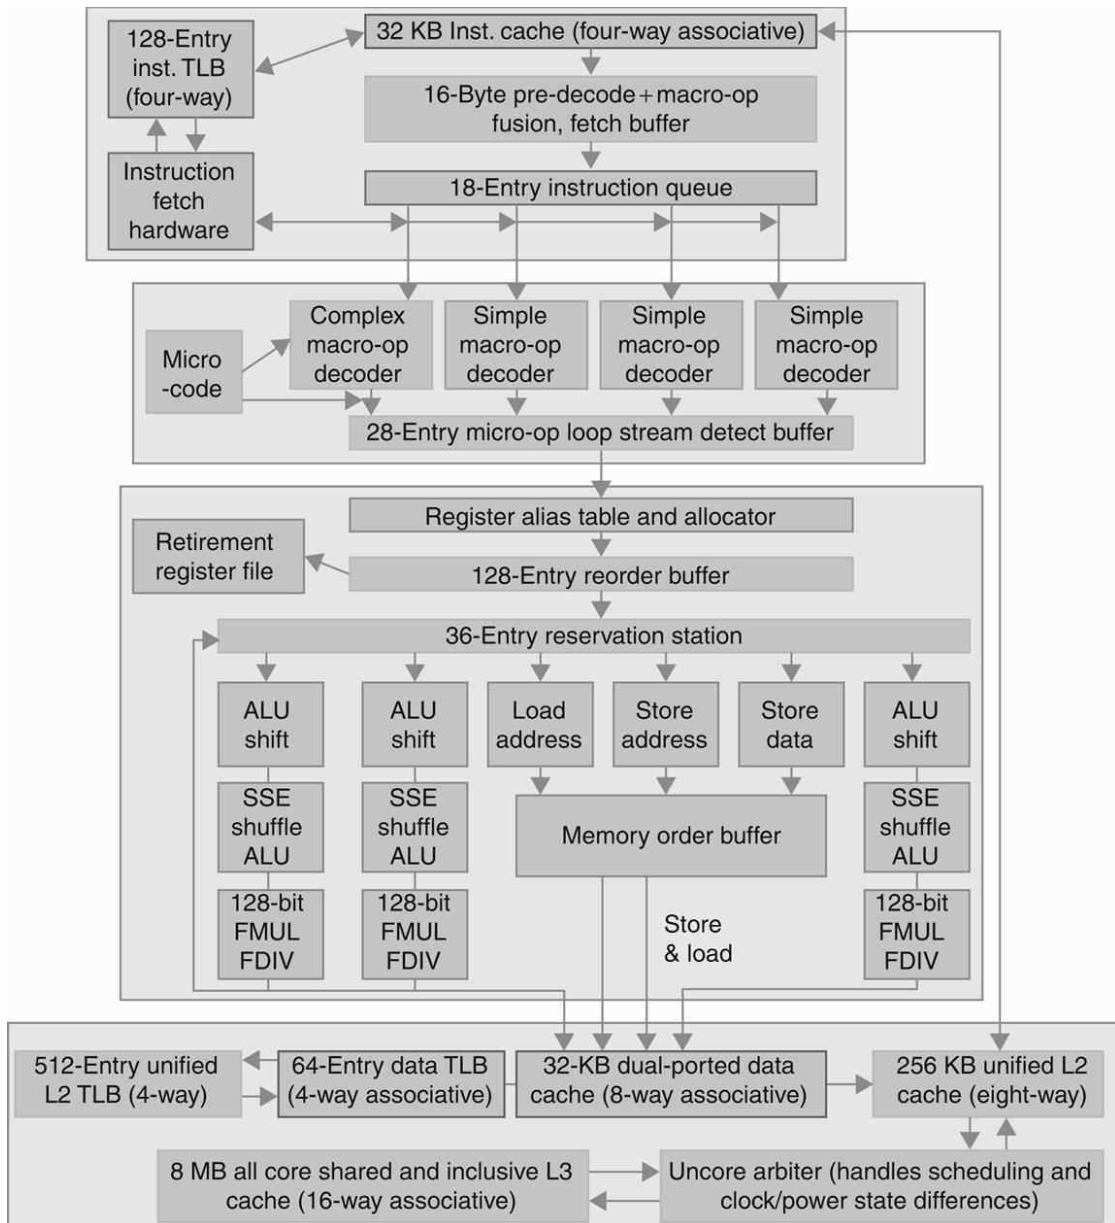 128-Entry
inst. TLB
(four-way)
32 KB Inst. cache (four-way associative)
16-Byte pre-decode+macro-op
fusion, fetch buffer
Instruction
fetch
hardware
18-Entry instruction queue
Micro
-code
Complex
macro-op
decoder
Simple
macro-op
decoder
Simple
macro-op
decoder
Simple
macro-op
decoder
28-Entry micro-op loop stream detect buffer
Register alias table and allocator
Retirement
register file
128-Entry reorder buffer
36-Entry reservation station
ALU
shift
ALU
shift
Load
address
Store
address
Store
data
ALU
shift
SSE
shuffle
ALU
SSE
shuffle
ALU
Memory order buffer
SSE
shuffle
ALU
128-bit
FMUL
FDIV
128-bit
FMUL
FDIV
Store
& load
128-bit
FMUL
FDIV
512-Entry unified
L2 TLB (4-way)
64-Entry data TLB
(4-way associative)
32-KB dual-ported data
cache (8-way associative)
256 KB unified L2
cache (eight-way)
8 MB all core shared and inclusive L3
cache (16-way associative)
Uncore arbiter (handles scheduling and
clock/power state differences)